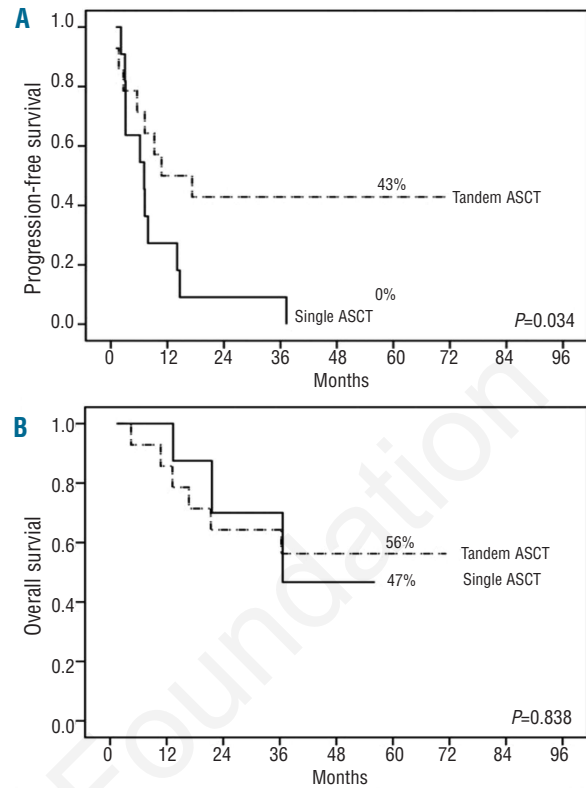 A
Progression-free survival
1.0
0.8
0.6
0.4
0.2
0.0
43%
Tandem ASCT
0%
Single ASCT
P=0.034
0 12 24 36 48 60 72 84 96
Months
B
Overall survial
1.0
0.8
0.6
0.4
0.2
0.0
56%
Tandem ASCT
47%
Single ASCT
P=0.838
0 12 24 36 48 60 72 84 96
Months
Foundation